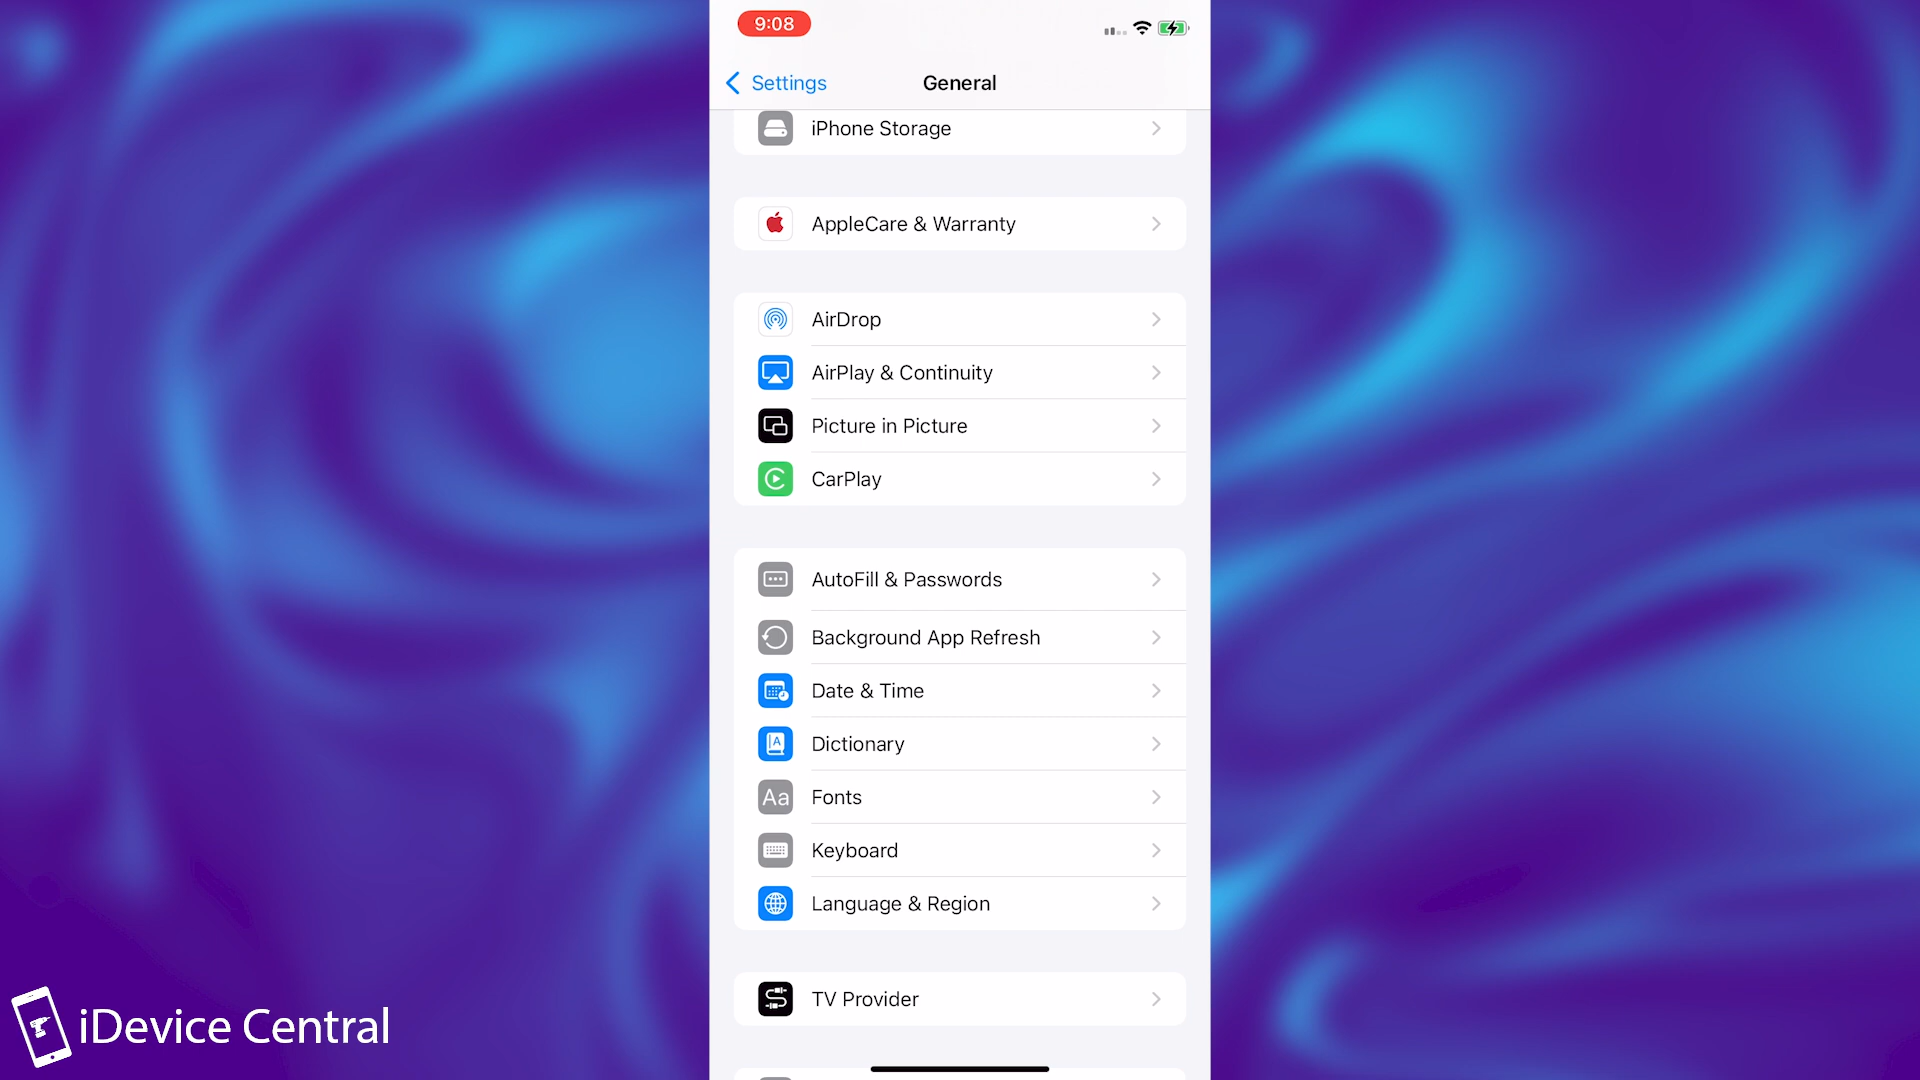 9:08
Settings
General
iPhone Storage
AppleCare & Warranty
AirDrop
AirPlay & Continuity
Picture in Picture
CarPlay
AutoFill & Passwords
Background App Refresh
Date & Time
Dictionary
Aa Fonts
Keyboard
Language & Region
TV Provider
iDevice Central